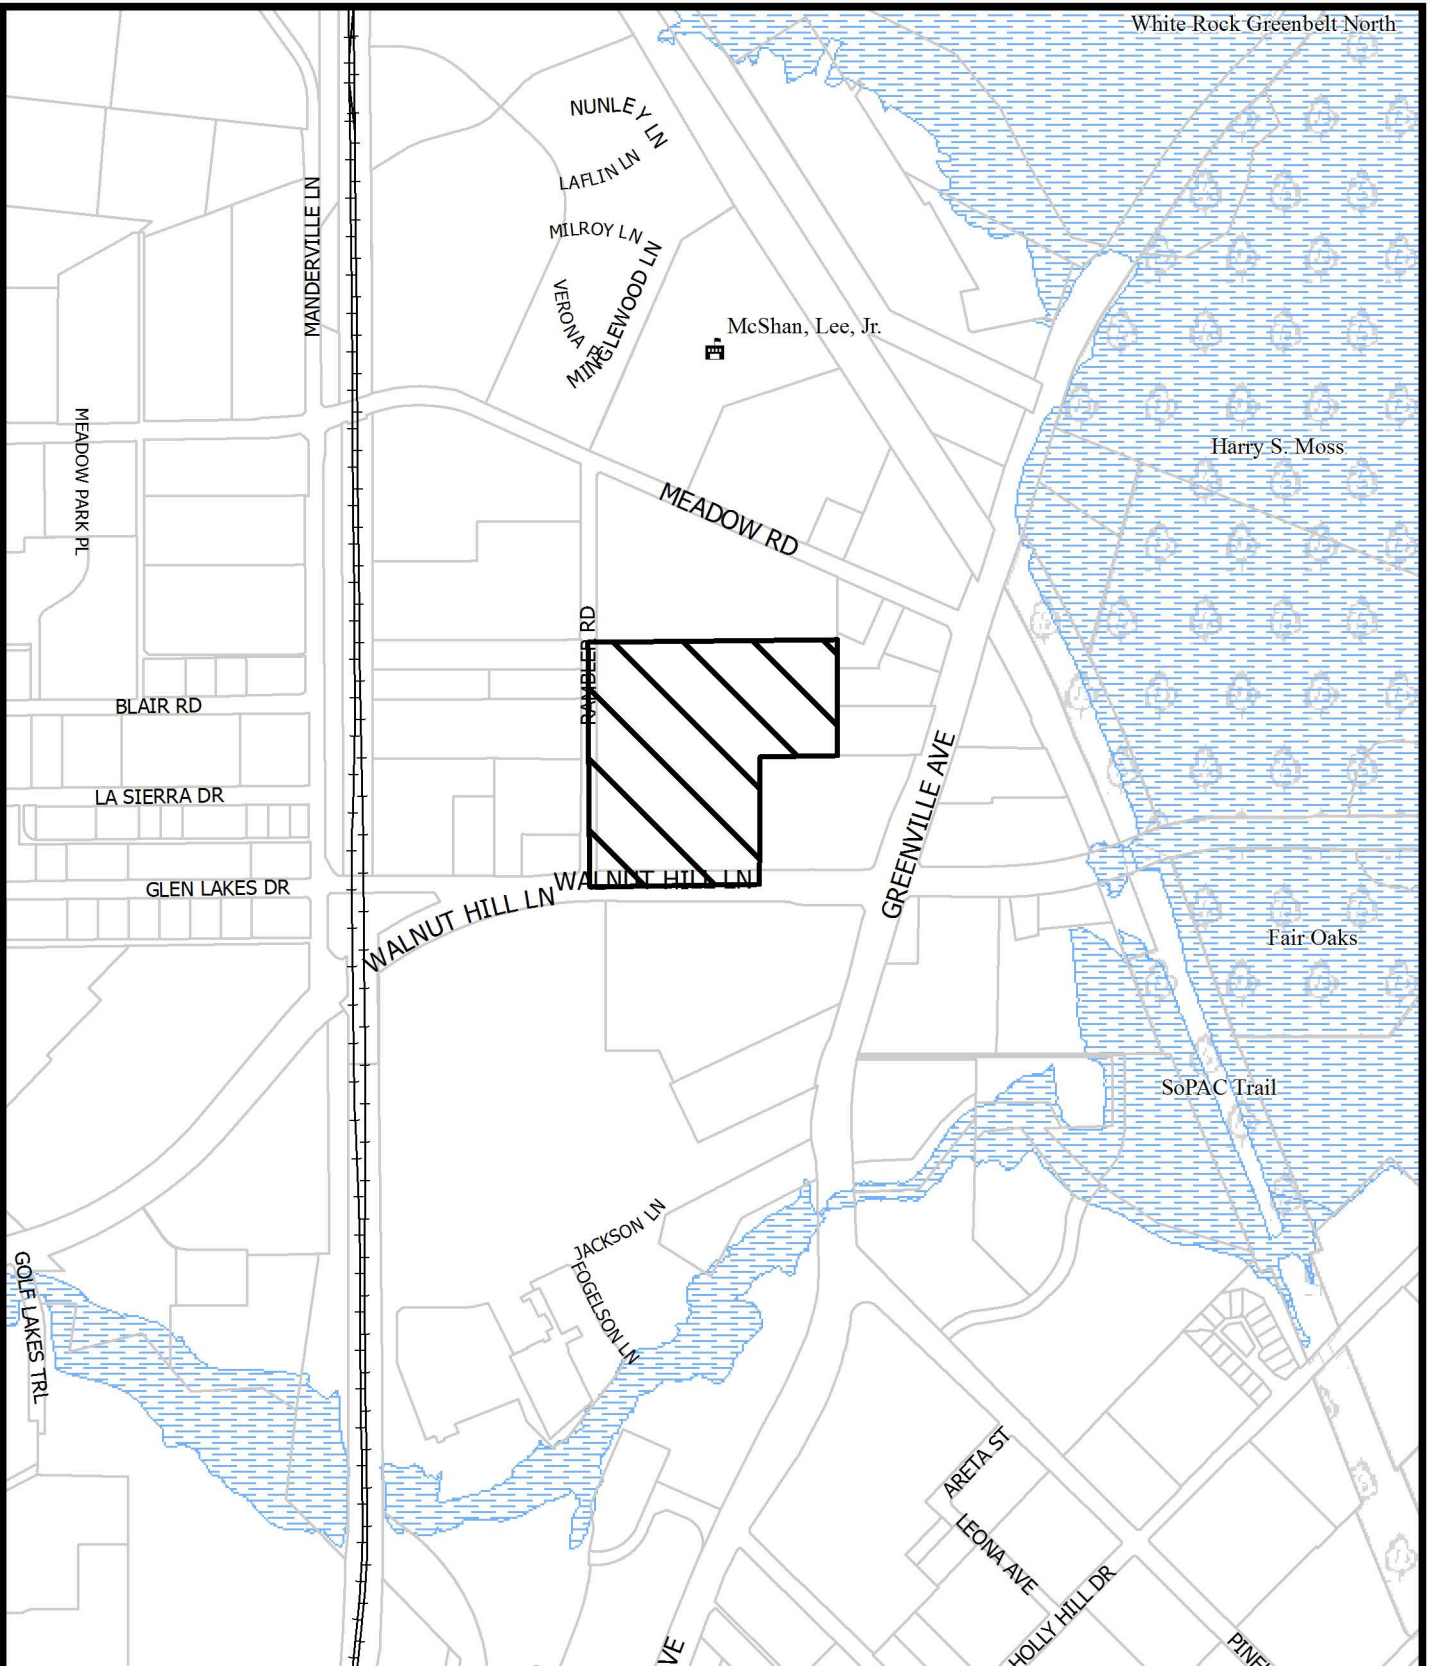 White Rock Greenbelt North
NUNLEY LN
LAFLIN LN
MANDERVILLE LN
MILROY LN
VERONA PL
MINGLEWOOD LN
McShan, Lee, Jr.
MEADOW PARK PL
Harry S. Moss
MEADOW RD
RAMBLER RD
BLAIR RD
LA SIERRA DR
GREENVILLE AVE
GLEN LAKES DR
WALNUT HILL LN
WALNUT HILL LN
Fair Oaks
SoPAC Trail
JACKSON LN
FOGELSON LN
GOLF LAKES TRL
ARETA ST
LEONA AVE
HOLLY HILL DR